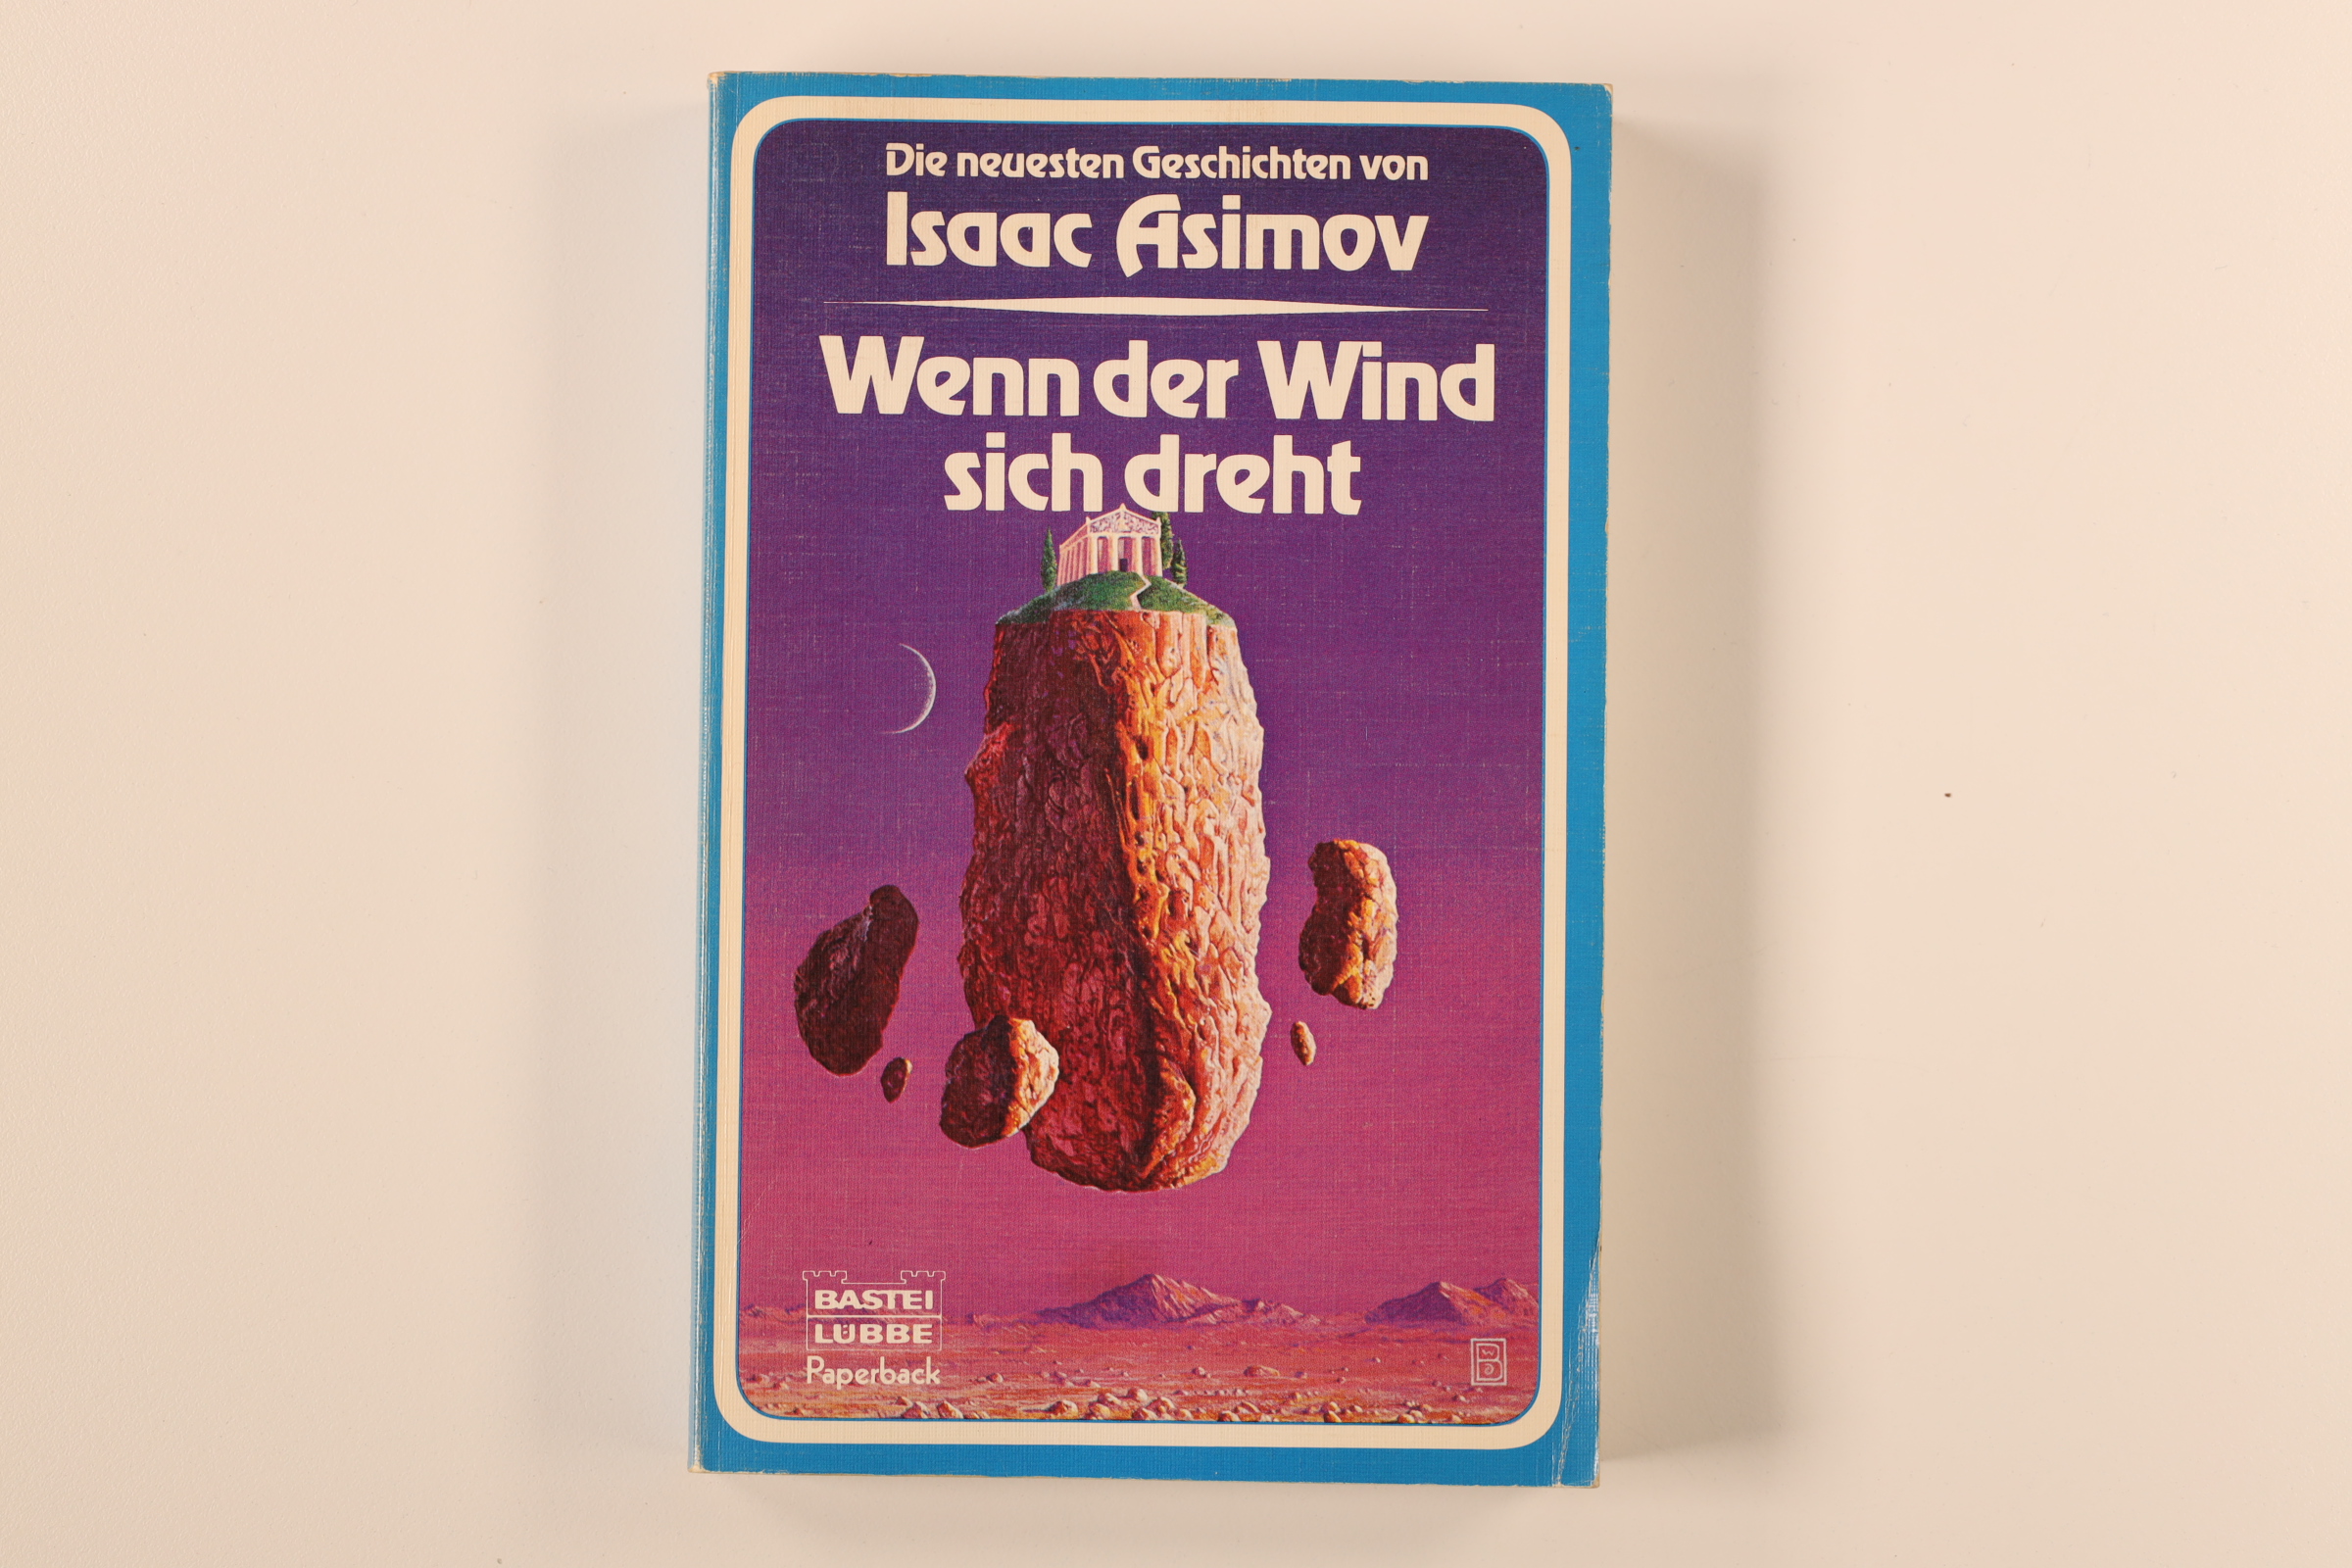 Die neuesten Geschichten von
Isaac Asimov
Wenn der Wind
sich dreht
BASTEI
LÜBBE
Paperback